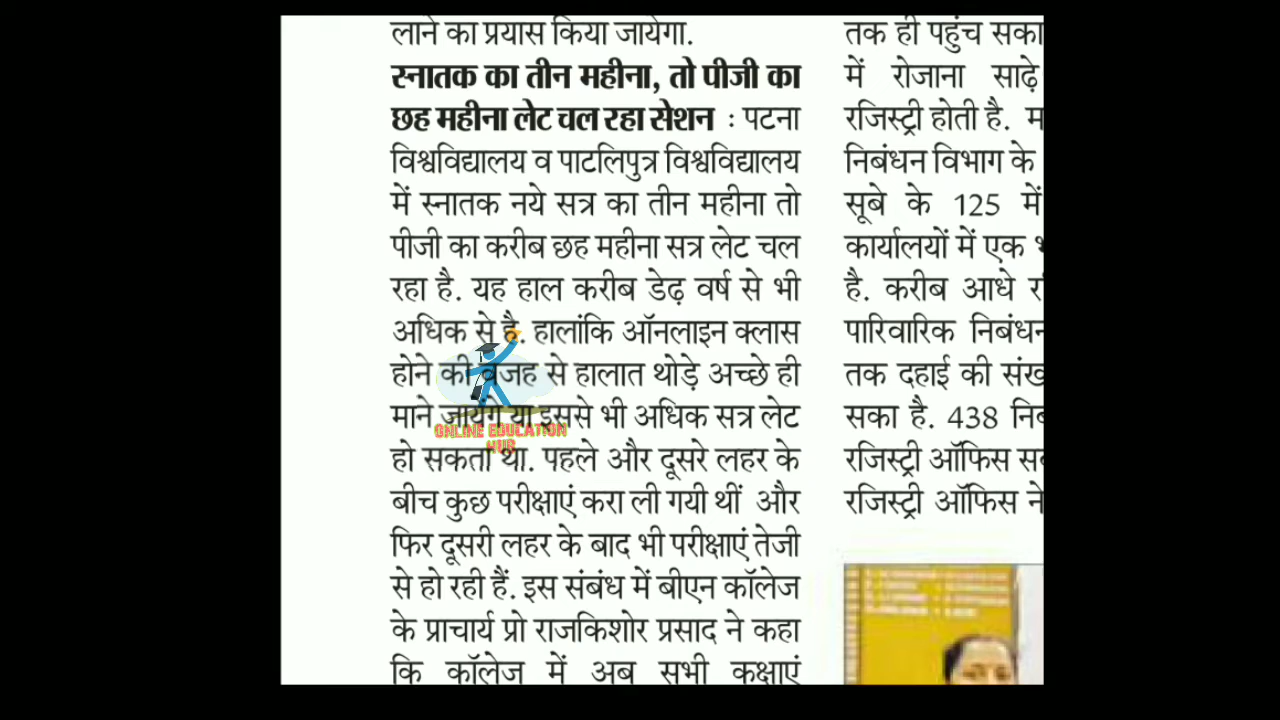 लाने का प्रयास किया जायेगा.
स्नातक का तीन महीना, तो पीजी का
छह महीना लेट चल रहा सेशन : पटना
विश्वविद्यालय व पाटलिपुत्र विश्वविद्यालय
में स्नातक नये सत्र का तीन महीना तो
पीजी का करीब छह महीना सत्र लेट चल
रहा है. यह हाल करीब डेढ़ वर्ष से भी
अधिक से है. हालांकि ऑनलाइन क्लास
होने की वजह से हालात थोड़े अच्छे ही
माने जायेंगे या इससे भी अधिक सत्र लेट
हो सकता था. पहले और दूसरे लहर के
बीच कुछ परीक्षाएं करा ली गयी थीं और
फिर दूसरी लहर के बाद भी परीक्षाएं तेजी
से हो रही हैं. इस संबंध में बीएन कॉलेज
के प्राचार्य प्रो राजकिशोर प्रसाद ने कहा
कि कॉलेज में अब सभी कक्षाएं
ONLINE EDUCATION
HUB
तक ही पहुंच सका
में रोजाना साढ़े
रजिस्ट्री होती है.
निबंधन विभाग के
सूबे के 125 में
कार्यालयों में एक
है. करीब आधे
पारिवारिक निबंधन
तक दहाई की
सका है. 438
रजिस्ट्री ऑफिस
रजिस्ट्री ऑफिस ने